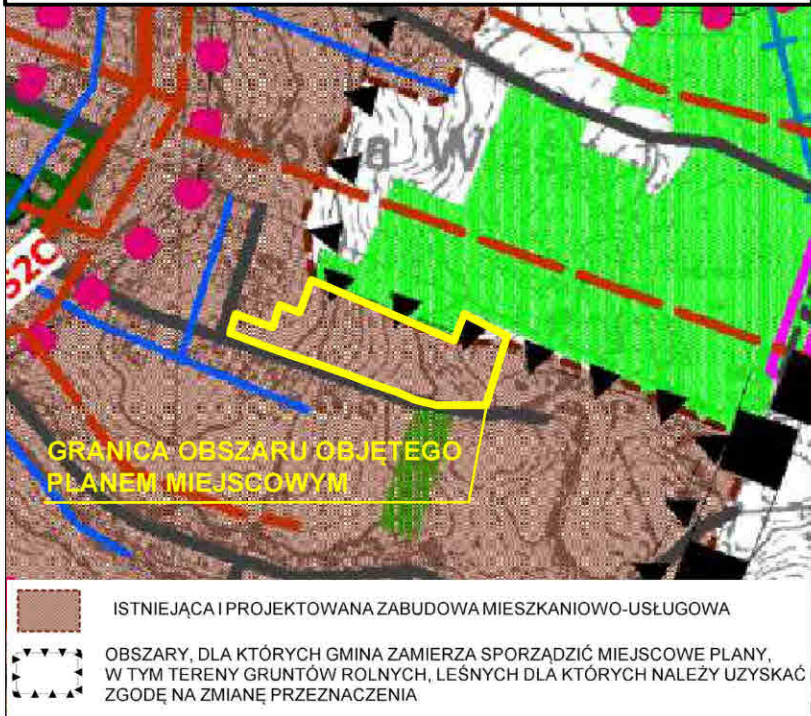 52C
GRANICA OBSZARU OBJĘTEGO
PLANEM MIEJSCOWYM
ISTNIEJĄCA I PROJEKTOWANA ZABUDOWA MIESZKANIOWO-USŁUGOWA
OBSZARY, DLA KTÓRYCH GMINA ZAMIERZA SPORZĄDZIĆ MIEJSCOWE PLANY,
W TYM TERENY GRUNTÓW ROLNYCH, LEŚNYCH DLA KTÓRYCH NALEŻY UZYSKAĆ
ZGODĘ NA ZMIANĘ PRZEZNACZENIA